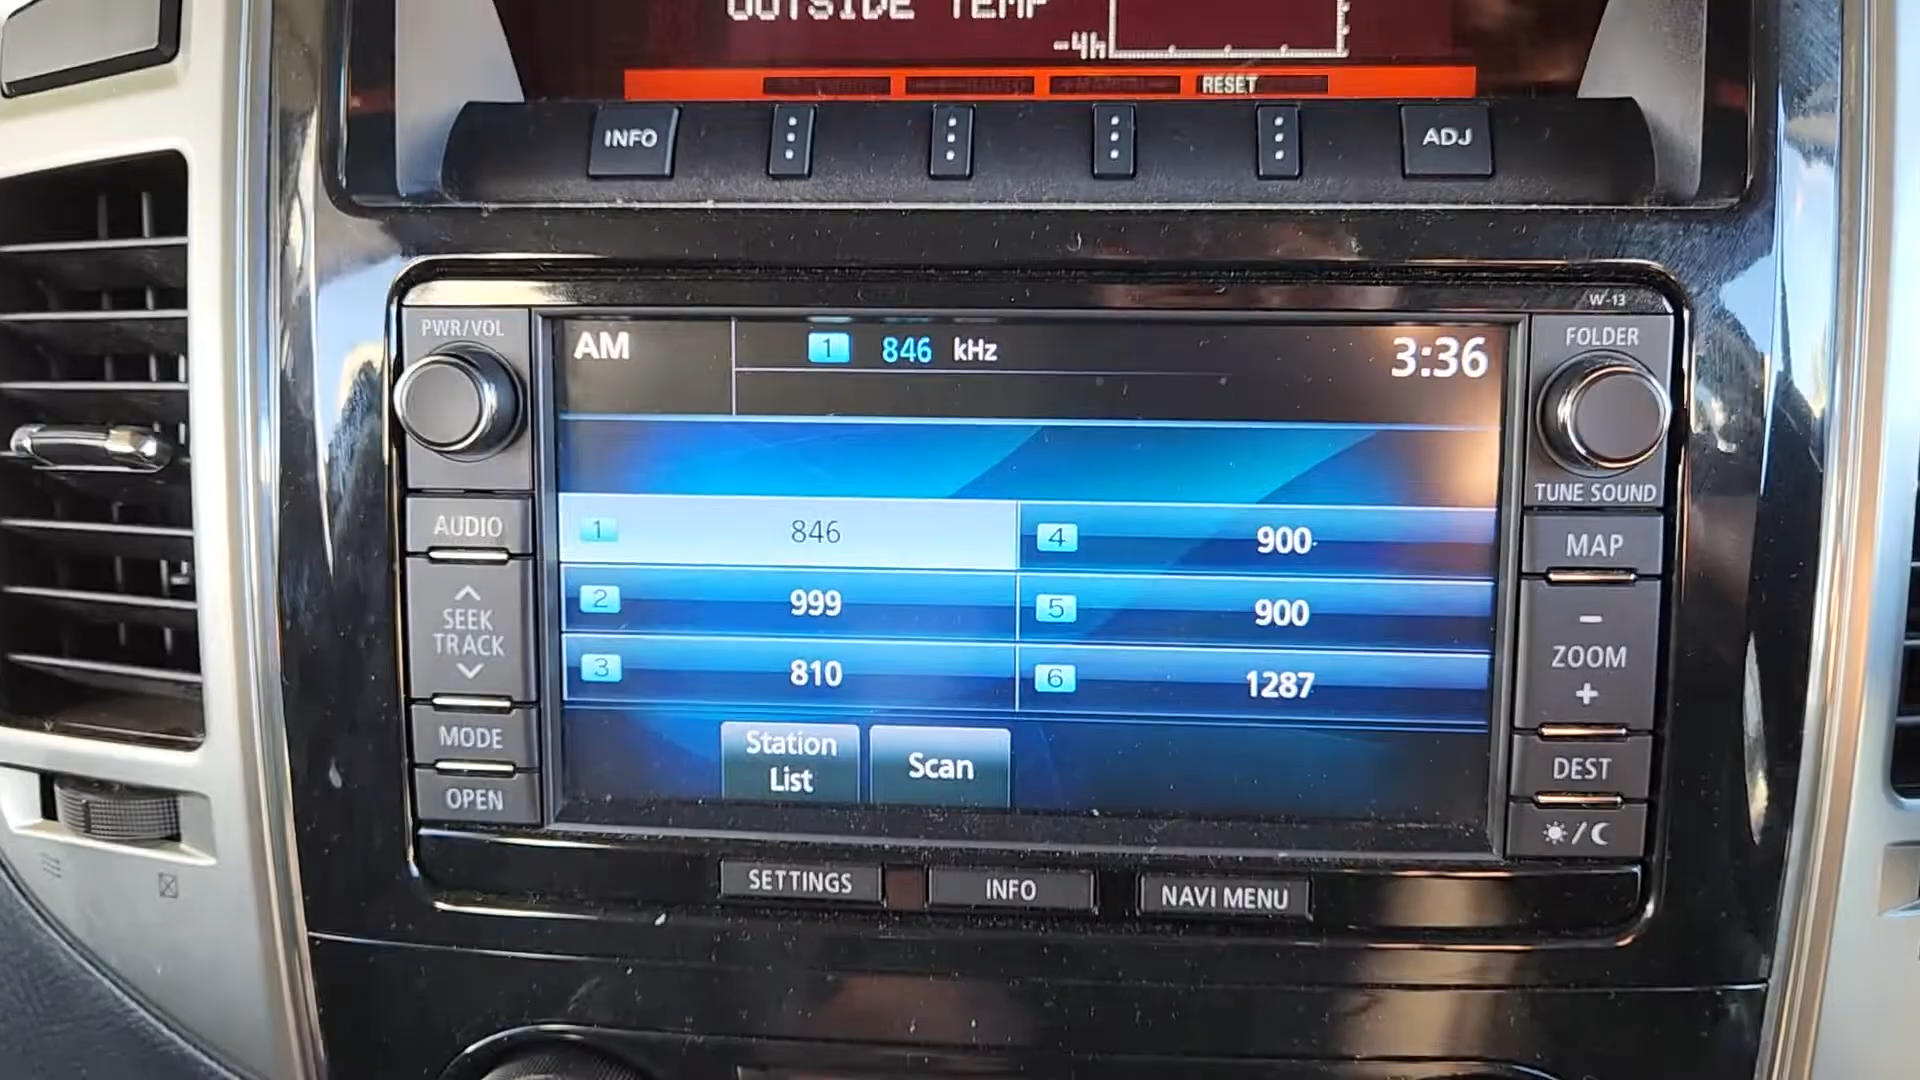 OUTSIDE TEMP
-4h
RESET
INFO
ADJ
W-13
PWR/VOL
AM
1 846 kHz
3:36
FOLDER
TUNE SOUND
AUDIO
SEEK
TRACK
MODE
OPEN
1 846
4 900
2 999
5 900
3 810
6 1287
Station
List
Scan
MAP
-
ZOOM
+
DEST
SETTINGS
INFO
NAVI MENU